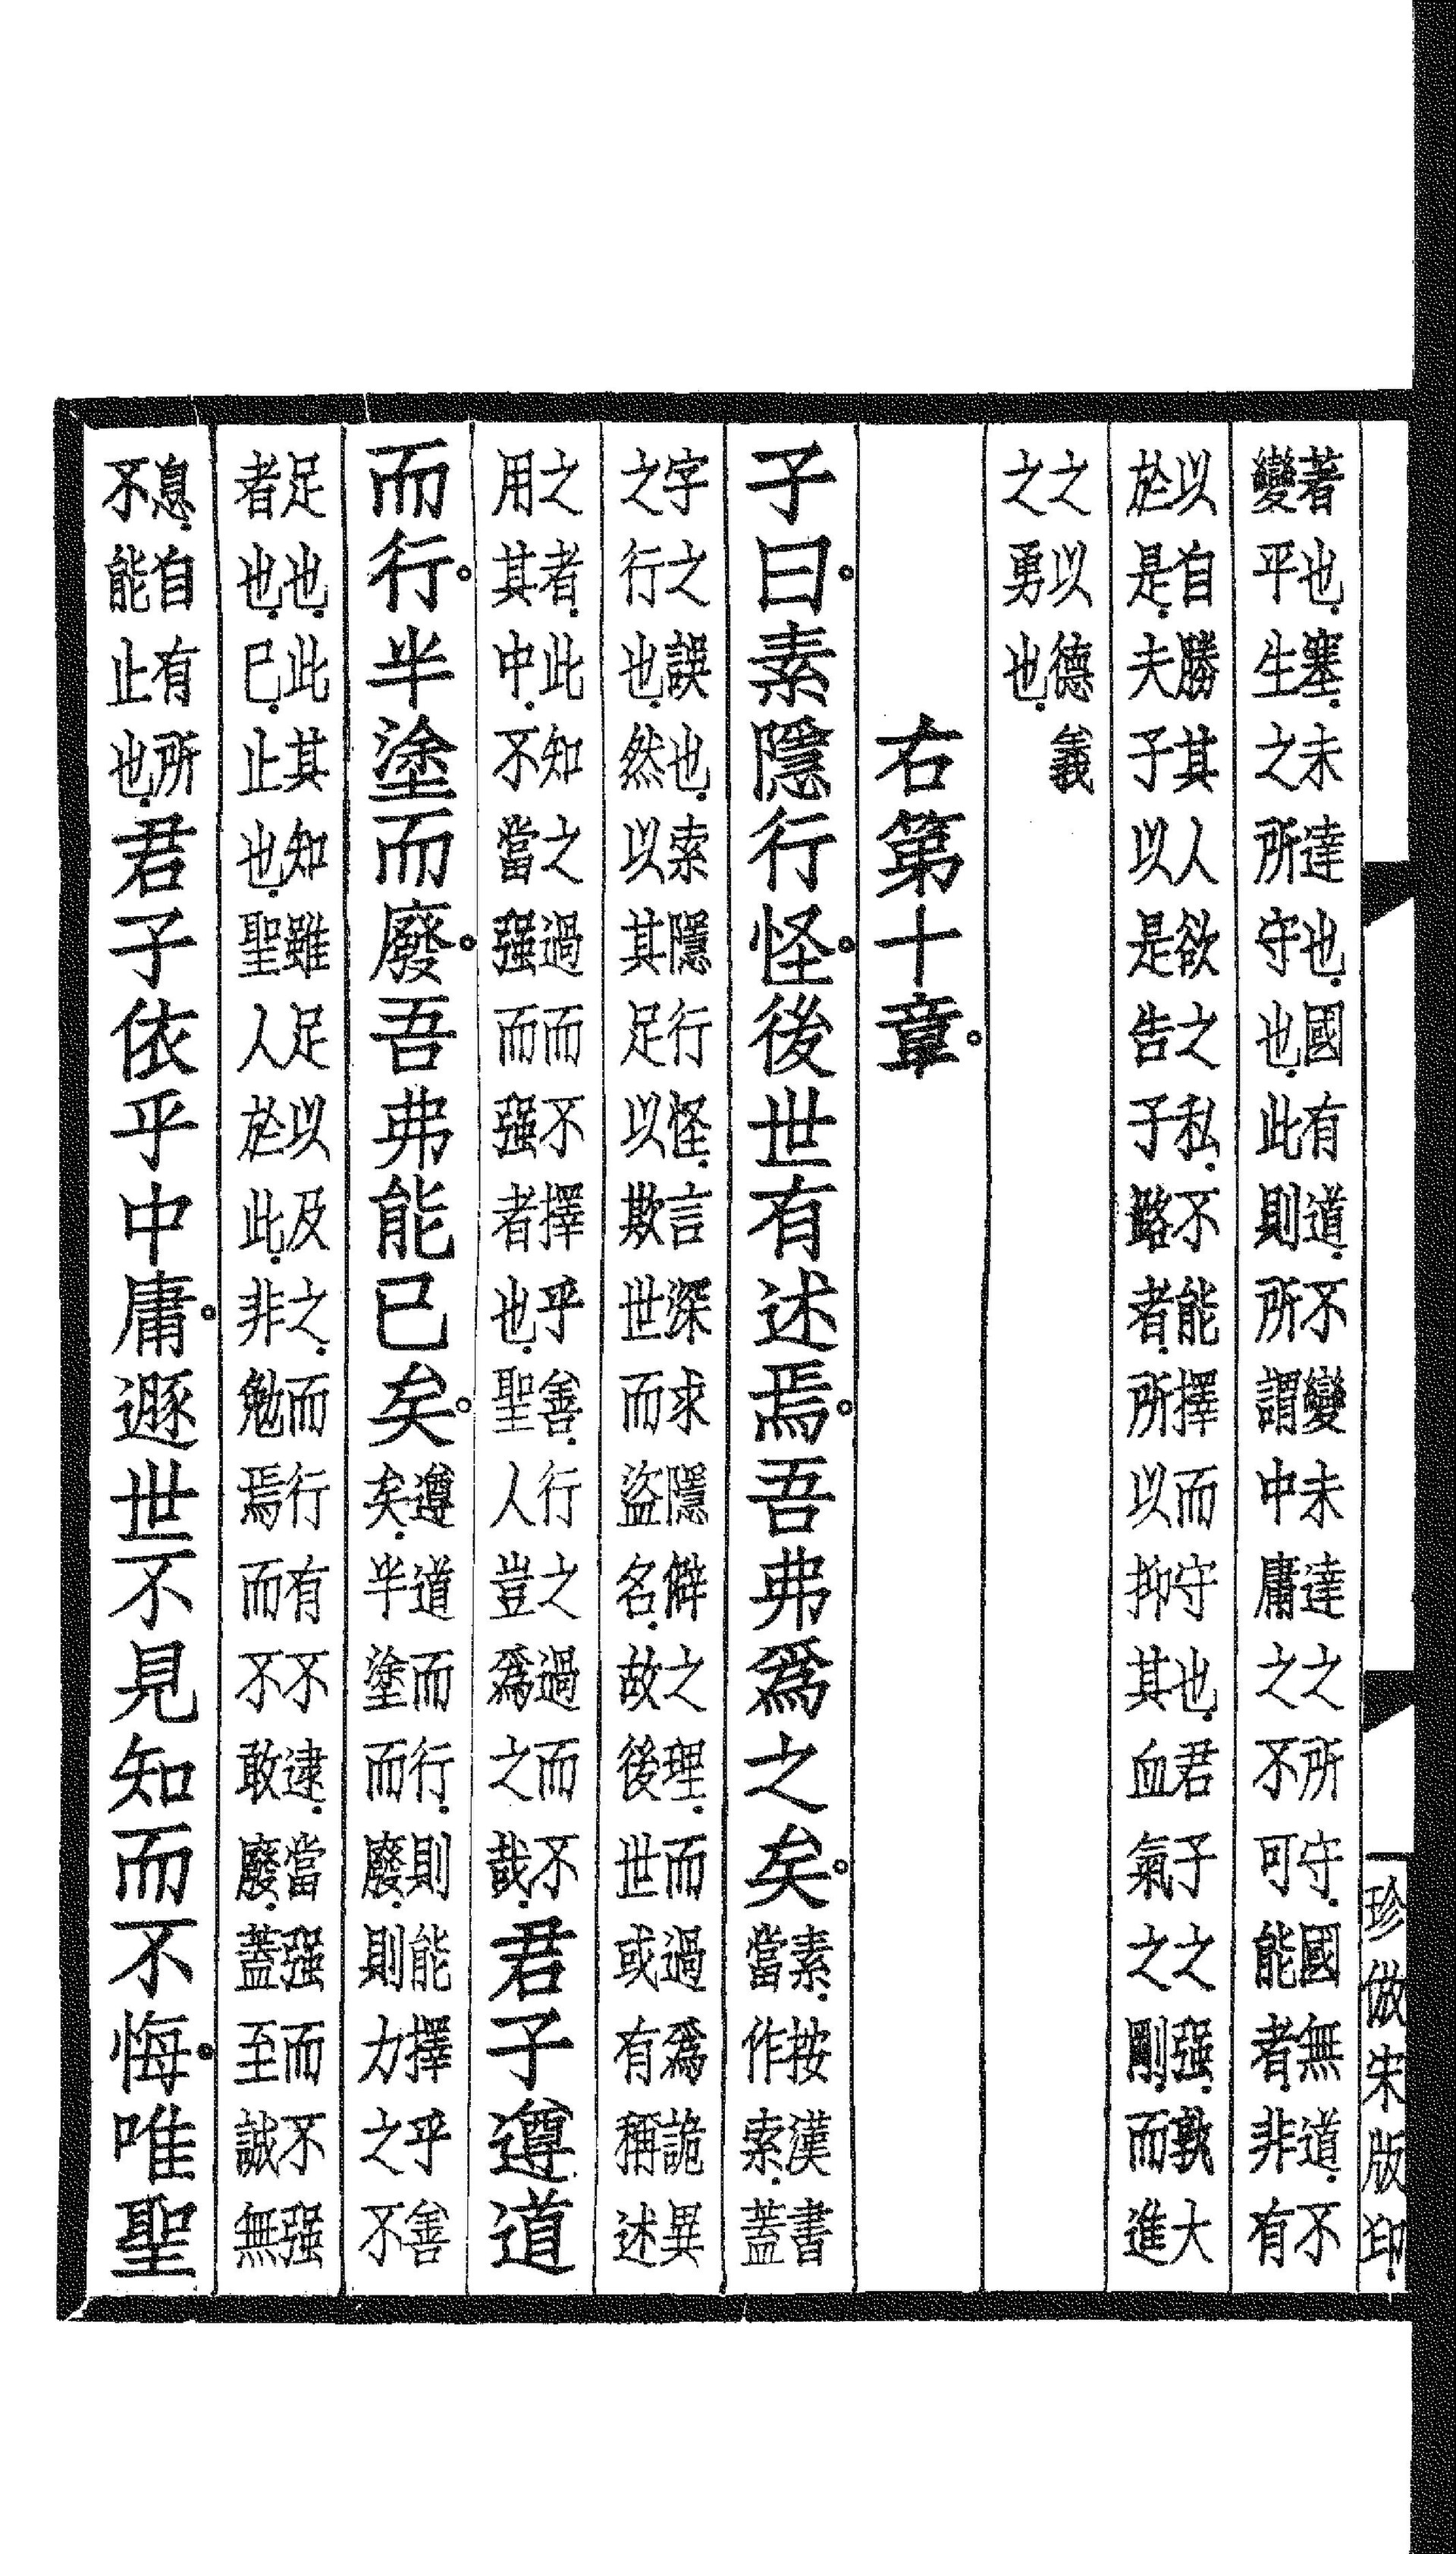 珍倣宋版印
著也、塞、未達也、國有道、不變未達之所守、國無道、不
變平生之所守也、此則所謂中庸之不可能者、非有
以自勝其人欲之私、不能擇而守也、君子之强、孰大
於是、夫子以是告子路者、所以抑其血氣之剛、而進
之以德義
之勇也、
右第十章。
子曰。素隱行怪。後世有述焉。吾弗爲之矣。
素、按漢書
當作索、蓋
字之誤也、索隱行怪、言深求隱僻之理、而過爲詭異
之行也、然以其足以欺世而盜名、故後世或有稱述
之者、此知之過而不擇乎善、行之過而不
用其中、不當强而强者也、聖人豈爲之哉、
君子遵道
而行。半塗而廢。吾弗能已矣。
遵道而行、則能擇乎善
矣、半塗而廢、則力之不
足也、此其知雖足以及之、而行有不逮、當强而不强
者也、已、止也、聖人於此、非勉焉而不敢廢、蓋至誠無
息、自有所
不能止也、
君子依乎中庸。遯世不見知而不悔。唯聖